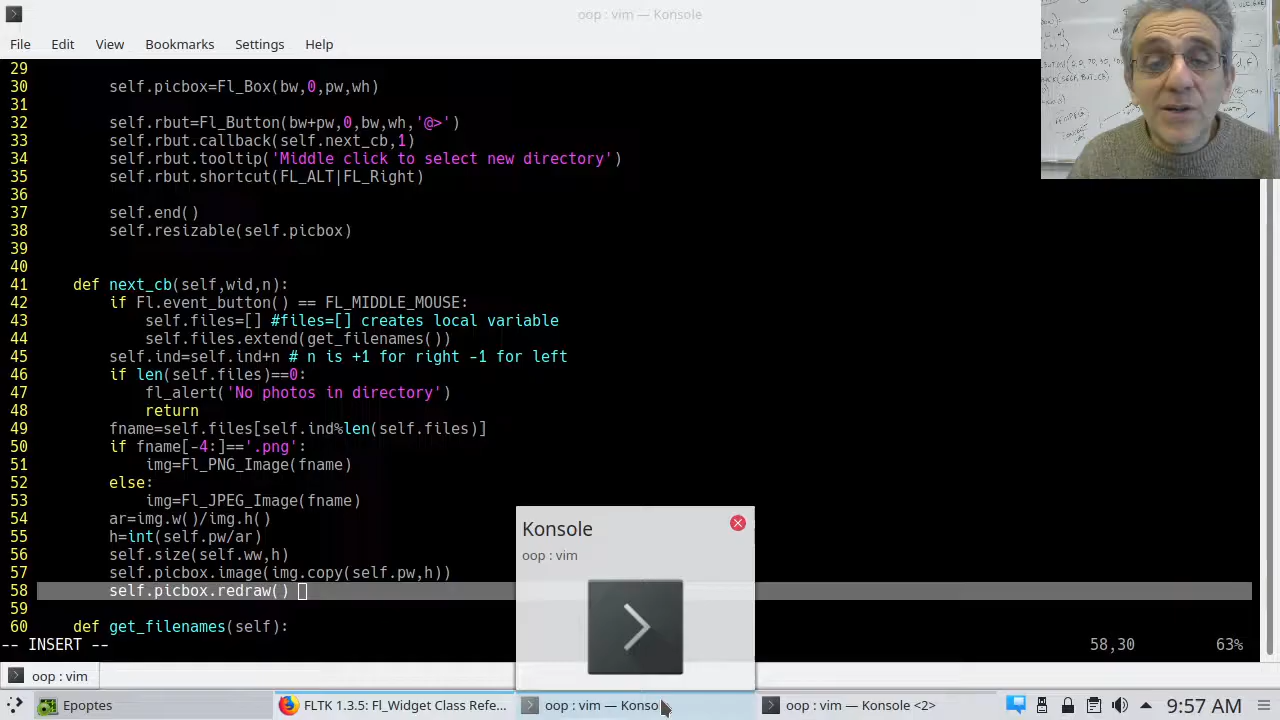 oop : vim — Konsole
File Edit View Bookmarks Settings Help
29
30 self.picbox=Fl_Box(bw,0,pw,wh)
31
32 self.rbut=Fl_Button(bw+pw,0,bw,wh,'@>')
33 self.rbut.callback(self.next_cb,1)
34 self.rbut.tooltip('Middle click to select new directory')
35 self.rbut.shortcut(FL_ALT|FL_Right)
36
37 self.end()
38 self.resizable(self.picbox)
39
40
41 def next_cb(self,wid,n):
42 if Fl.event_button() == FL_MIDDLE_MOUSE:
43 self.files=[] #files=[] creates local variable
44 self.files.extend(get_filenames())
45 self.ind=self.ind+n # n is +1 for right -1 for left
46 if len(self.files)==0:
47 fl_alert('No photos in directory')
48 return
49 fname=self.files[self.ind%len(self.files)]
50 if fname[-4:]=='.png':
51 img=Fl_PNG_Image(fname)
52 else:
53 img=Fl_JPEG_Image(fname)
54 ar=img.w()/img.h()
55 h=int(self.pw/ar)
56 self.size(self.ww,h)
57 self.picbox.image(img.copy(self.pw,h))
58 self.picbox.redraw()
59
60 def get_filenames(self):
-- INSERT -- 58,30 63%
Konsole
oop : vim
oop : vim
Epoptes FLTK 1.3.5: Fl_Widget Class Refe... oop : vim — Konso oop : vim — Konsole <2> 9:57 AM